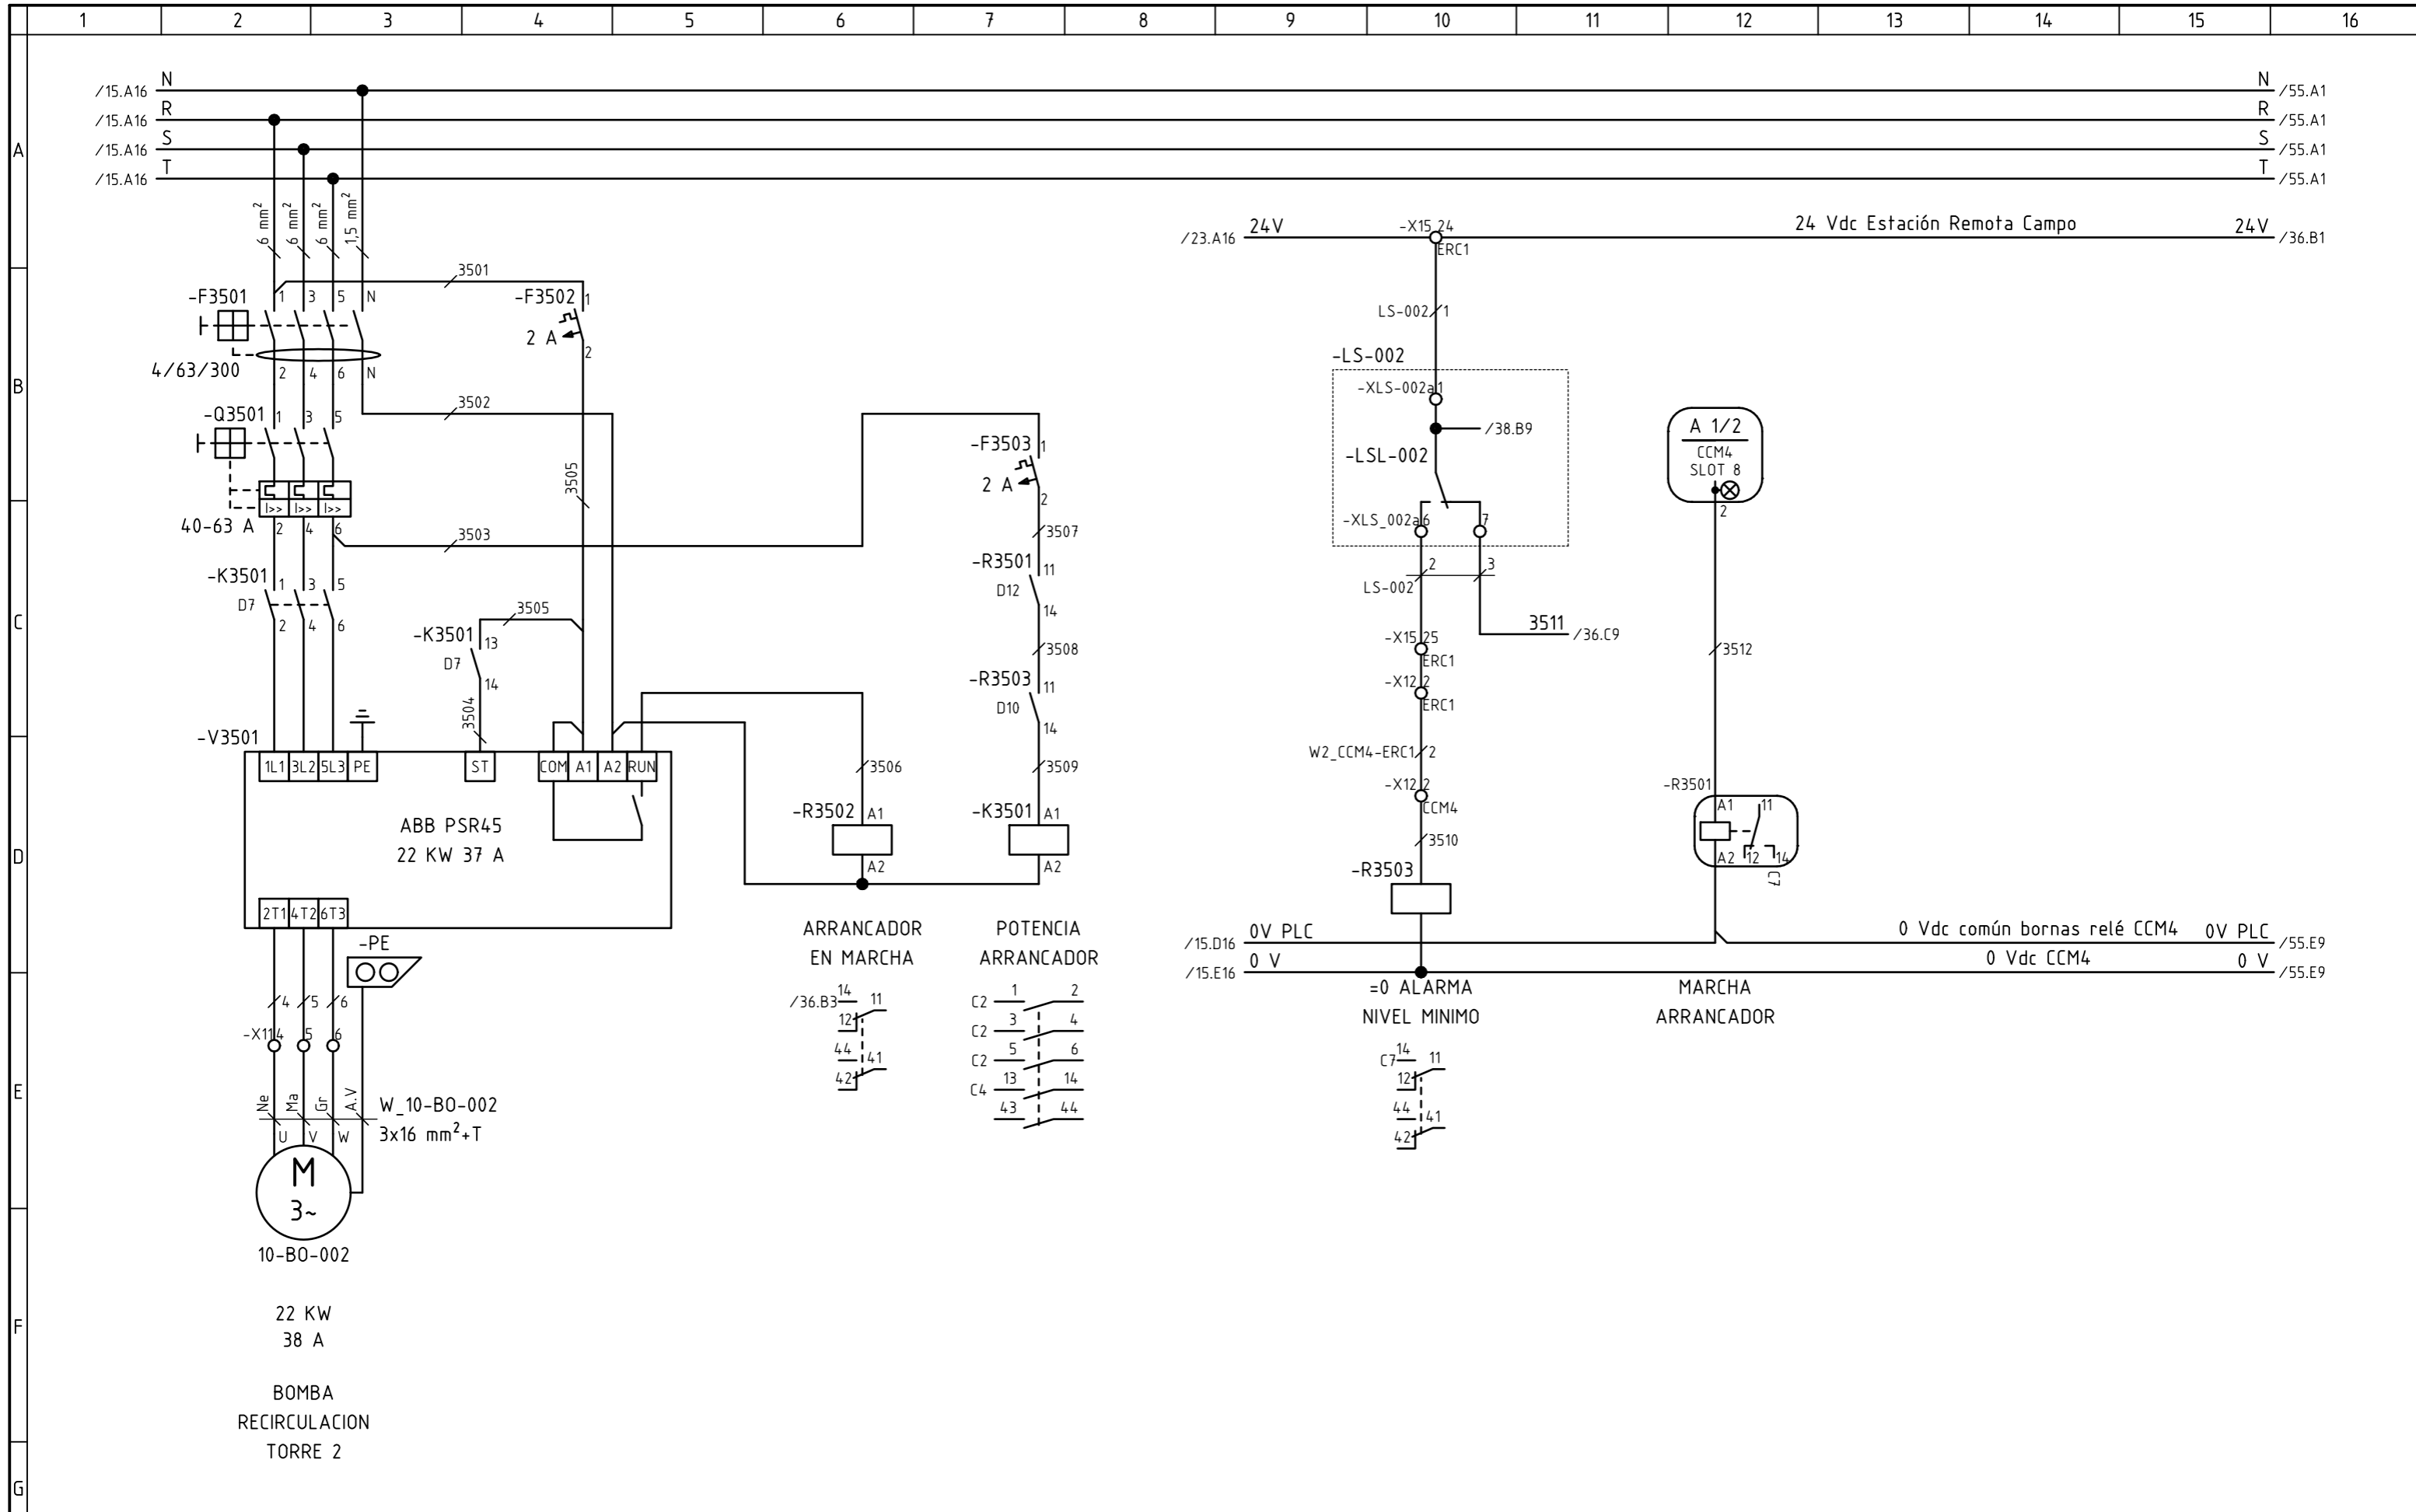 1 2 3 4 5 6 7 8 9 10 11 12 13 14 15 16
A
B
C
D
E
F
G
/15.A16 N N /55.A1
/15.A16 R R /55.A1
/15.A16 S S /55.A1
/15.A16 T T /55.A1
6 mm² 6 mm² 6 mm² 1,5 mm²
3501
-F3501 1 3 5 N
4/63/300 2 4 6 N
-F3502 1
2 A
2
3502
-Q3501 1 3 5
I>> I>> I>>
40-63 A 2 4 6
3503
3505
-K3501 1 3 5
D7
2 4 6
3505
-K3501 13
D7
14
3504
-V3501
1L1 3L2 5L3 PE ST COM A1 A2 RUN
ABB PSR45
22 KW 37 A
2T1 4T2 6T3
-PE
4 5 6
-X11 4 5 6
Ne Ma Gr A.V
W_10-BO-002
3x16 mm²+T
U V W
M
3~
10-BO-002
22 KW
38 A
BOMBA
RECIRCULACION
TORRE 2
3506
-R3502 A1
A2
ARRANCADOR
EN MARCHA
/36.B3 14 11
12
44 41
42
-F3503 1
2 A
2
3507
-R3501 11
D12
14
3508
-R3503 11
D10
14
3509
-K3501 A1
A2
POTENCIA
ARRANCADOR
C2 1 2
C2 3 4
C2 5 6
C4 13 14
43 44
/23.A16 24V -X15 24 24 Vdc Estación Remota Campo 24V /36.B1
ERC1
LS-002 1
-LS-002
-XLS-002a 1
/38.B9
-LSL-002
-XLS_002a 6 7
2 3
LS-002
3511 /36.C9
-X15 25
ERC1
-X12 2
ERC1
W2_CCM4-ERC1 2
-X12 2
CCM4
3510
-R3503
/15.D16 0V PLC 0 Vdc común bornas relé CCM4 0V PLC /55.E9
/15.E16 0 V 0 Vdc CCM4 0 V /55.E9
=0 ALARMA
NIVEL MINIMO
C7 14 11
12
44 41
42
A 1/2
CCM4
SLOT 8
2
3512
-R3501
A1 11
A2 12 14
C7
MARCHA
ARRANCADOR